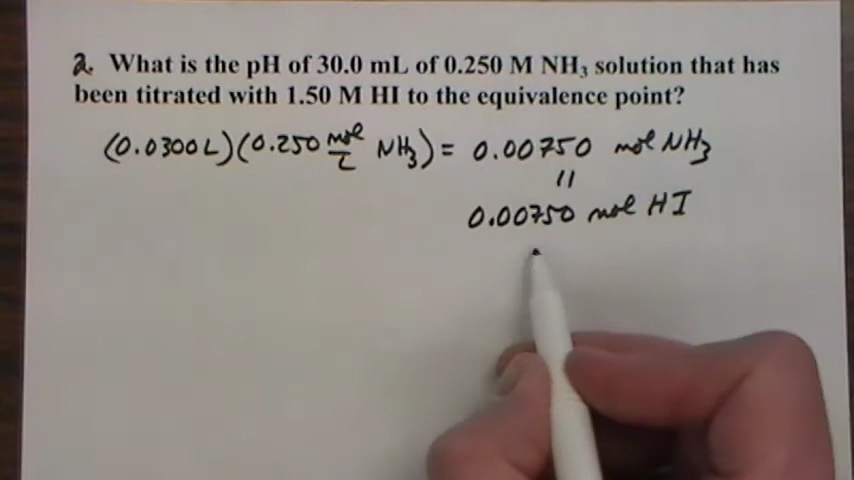 2. What is the pH of 30.0 mL of 0.250 M NH₃ solution that has
been titrated with 1.50 M HI to the equivalence point?
(0.0300 L)(0.250 mol/L NH₃) = 0.00750 mol NH₃
=
0.00750 mol HI